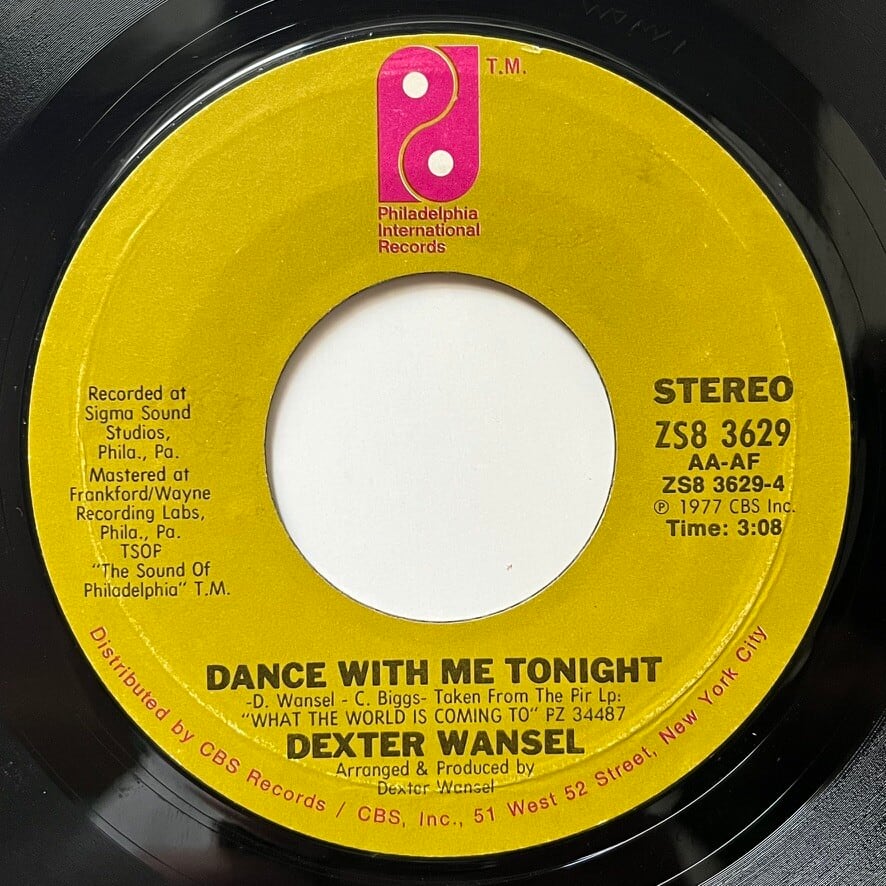 T.M.
Philadelphia
International
Records
Recorded at
Sigma Sound
Studios,
Phila., Pa.
Mastered at
Frankford/Wayne
Recording Labs,
Phila., Pa.
TSOP
"The Sound Of
Philadelphia" T.M.
STEREO
ZS8 3629
AA-AF
ZS8 3629-4
℗ 1977 CBS Inc.
Time: 3:08
DANCE WITH ME TONIGHT
-D. Wansel - C. Biggs- Taken From The Pir Lp:
"WHAT THE WORLD IS COMING TO" PZ 34487
DEXTER WANSEL
Arranged & Produced by
Dexter Wansel
Distributed by CBS Records / CBS, Inc., 51 West 52 Street, New York City